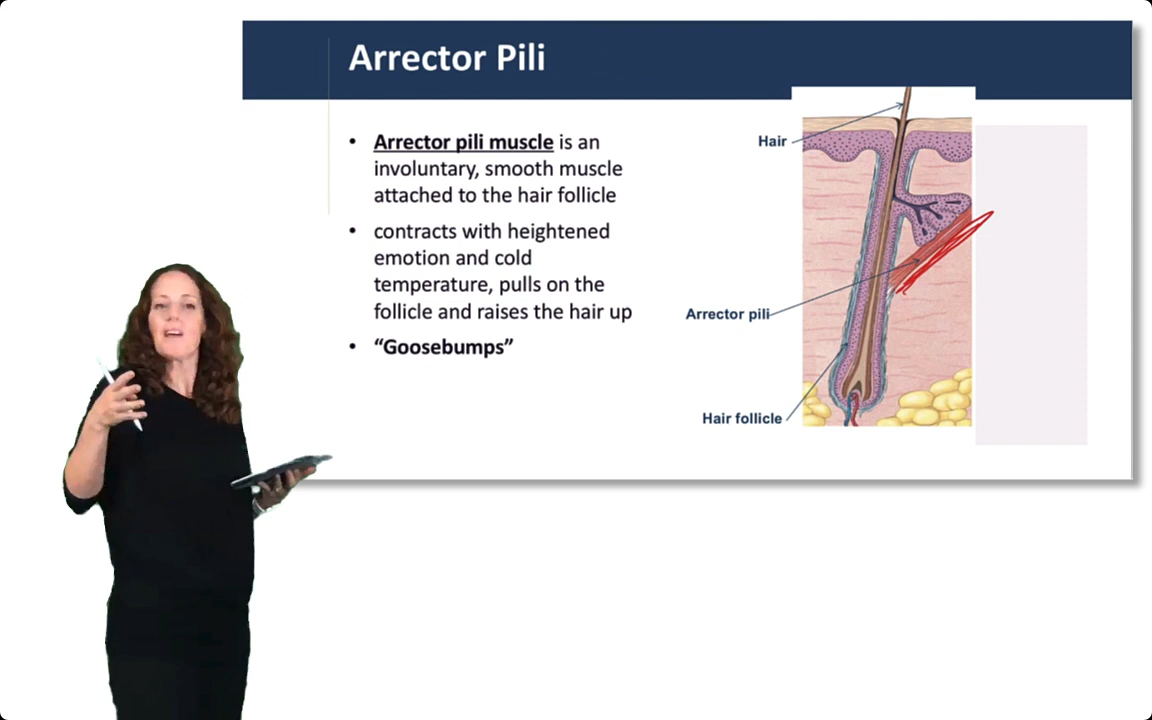 Arrector Pili
• Arrector pili muscle is an
involuntary, smooth muscle
attached to the hair follicle
• contracts with heightened
emotion and cold
temperature, pulls on the
follicle and raises the hair up
• “Goosebumps”
Hair
Arrector pili
Hair follicle